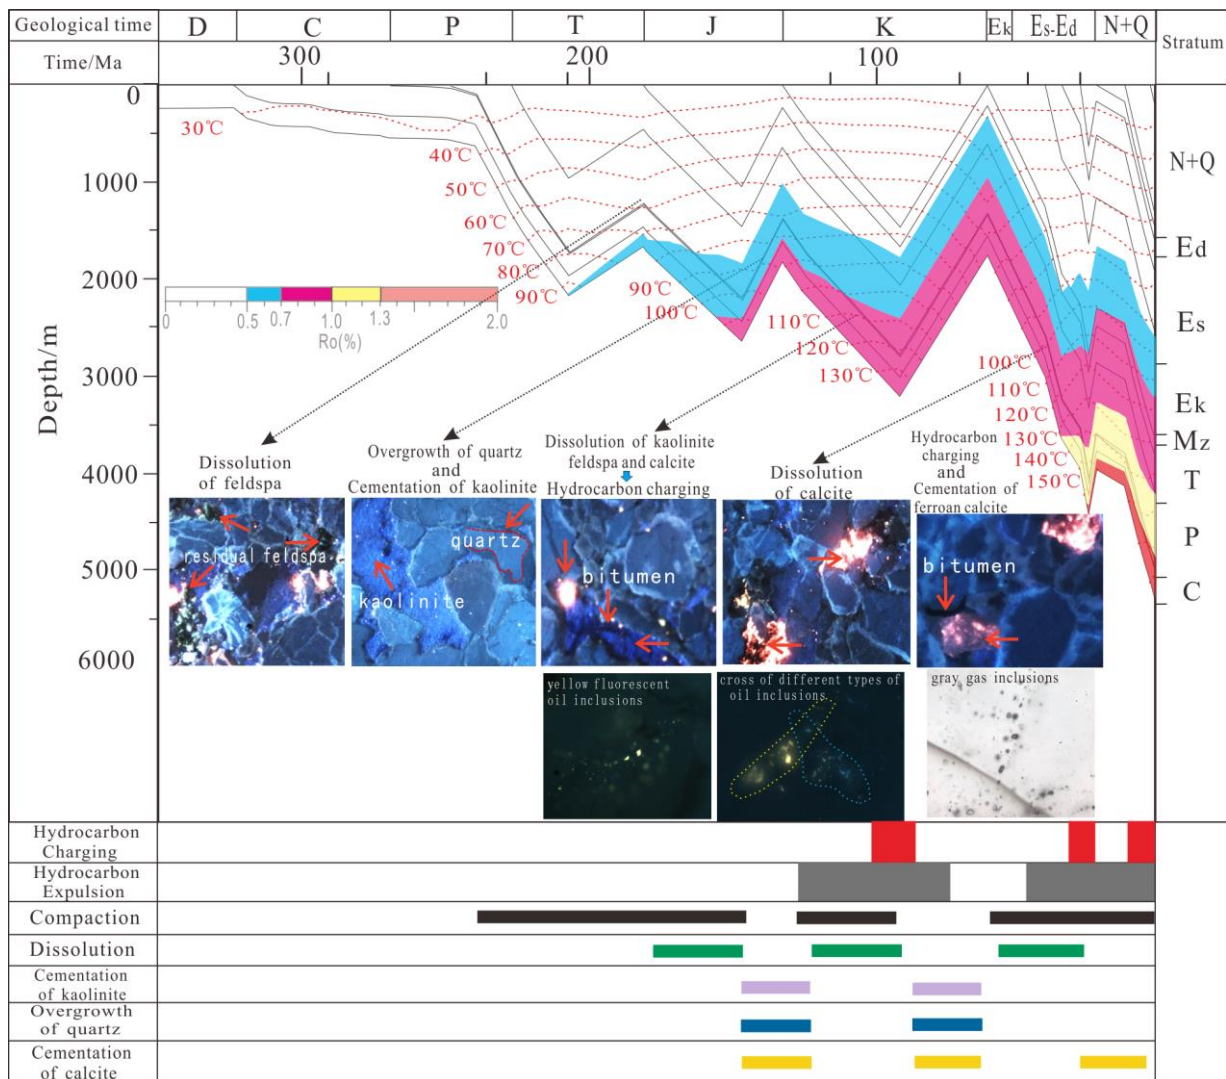 Geological time
D
C
P
T
J
K
Ek
Es-Ed
N+Q
Stratum
Time/Ma
300
200
100
Depth/m
0
1000
2000
3000
4000
5000
6000
30℃
40℃
50℃
60℃
70℃
80℃
90℃
90℃
100℃
110℃
120℃
130℃
100℃
110℃
120℃
130℃
140℃
150℃
N+Q
Ed
Es
Ek
Mz
T
P
C
0
0.5
0.7
1.0
1.3
2.0
Ro(%)
Dissolution
of feldspa
Overgrowth of quartz
and
Cementation of kaolinite
Dissolution of kaolinite
feldspa and calcite
Hydrocarbon charging
Dissolution
of calcite
Hydrocarbon
charging
and
Cementation of
ferroan calcite
residual feldspa
quartz
kaolinite
bitumen
bitumen
yellow fluorescent
oil inclusions
cross of different types of
oil inclusions
gray gas inclusions
Hydrocarbon
Charging
Hydrocarbon
Expulsion
Compaction
Dissolution
Cementation
of kaolinite
Overgrowth
of quartz
Cementation
of calcite